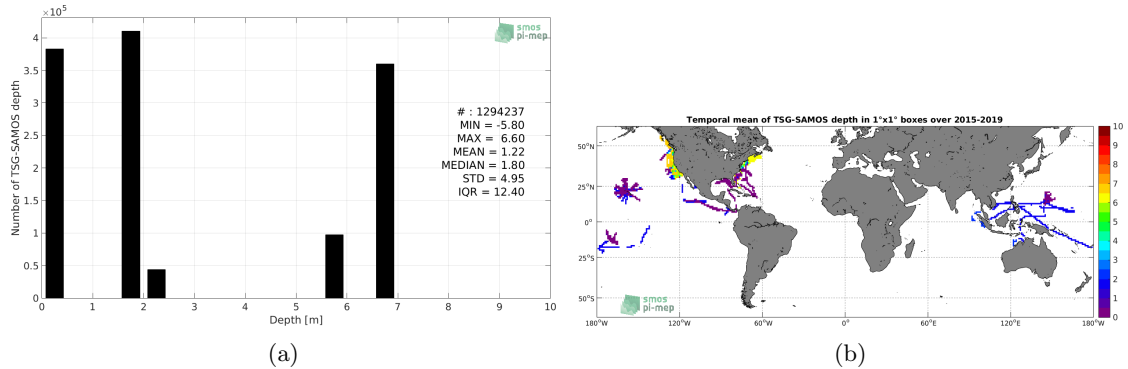 ×10⁵
4
3.5
3
2.5
2
1.5
1
0.5
0
0 1 2 3 4 5 6 7 8 9 10
Number of TSG-SAMOS depth
Depth [m]
smos
pi-mep
# : 1294237
MIN = -5.80
MAX = 6.60
MEAN = 1.22
MEDIAN = 1.80
STD = 4.95
IQR = 12.40
(a)
Temporal mean of TSG-SAMOS depth in 1°x1° boxes over 2015-2019
50°N
25°N
0°
25°S
50°S
180°W 120°W 60°W 0° 60°E 120°E 180°W
10
9
8
7
6
5
4
3
2
1
0
smos
pi-mep
(b)